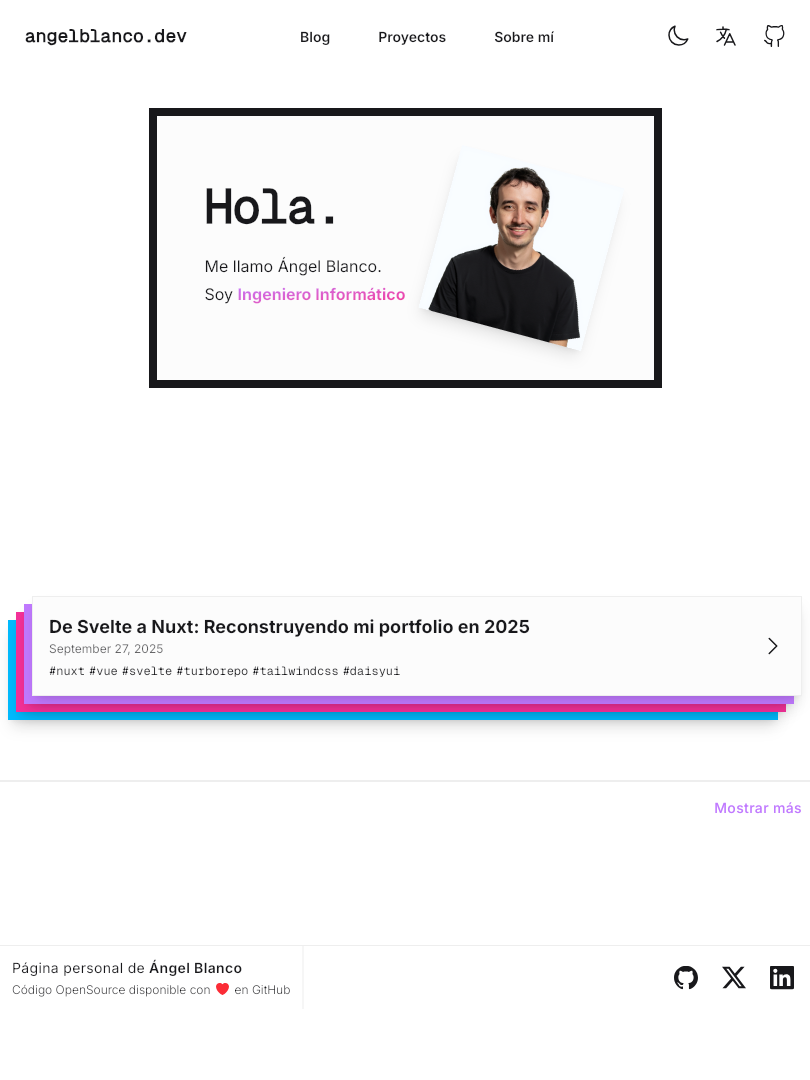 angelblanco.dev
Blog
Proyectos
Sobre mí
Hola.
Me llamo Ángel Blanco.
Soy Ingeniero Informático
De Svelte a Nuxt: Reconstruyendo mi portfolio en 2025
September 27, 2025
#nuxt #vue #svelte #turborepo #tailwindcss #daisyui
Mostrar más
Página personal de Ángel Blanco
Código OpenSource disponible con ❤️ en GitHub